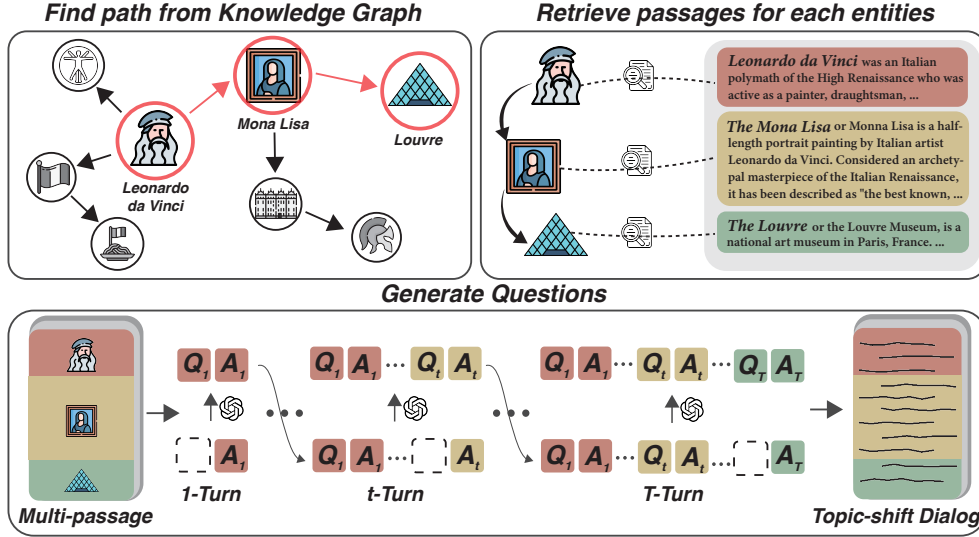 Find path from Knowledge Graph
Mona Lisa
Louvre
Leonardo
da Vinci
Retrieve passages for each entities
Leonardo da Vinci was an Italian
polymath of the High Renaissance who was
active as a painter, draughtsman, ...
The Mona Lisa or Monna Lisa is a half-
length portrait painting by Italian artist
Leonardo da Vinci. Considered an archety-
pal masterpiece of the Italian Renaissance,
it has been described as "the best known, ...
The Louvre or the Louvre Museum, is a
national art museum in Paris, France. ...
Generate Questions
Q1 A1
Q1 A1 ... Qt At
Q1 A1 ... Qt At ... QT AT
A1
Q1 A1 ... At
Q1 A1 ... Qt At ... AT
1-Turn
t-Turn
T-Turn
Multi-passage
Topic-shift Dialog